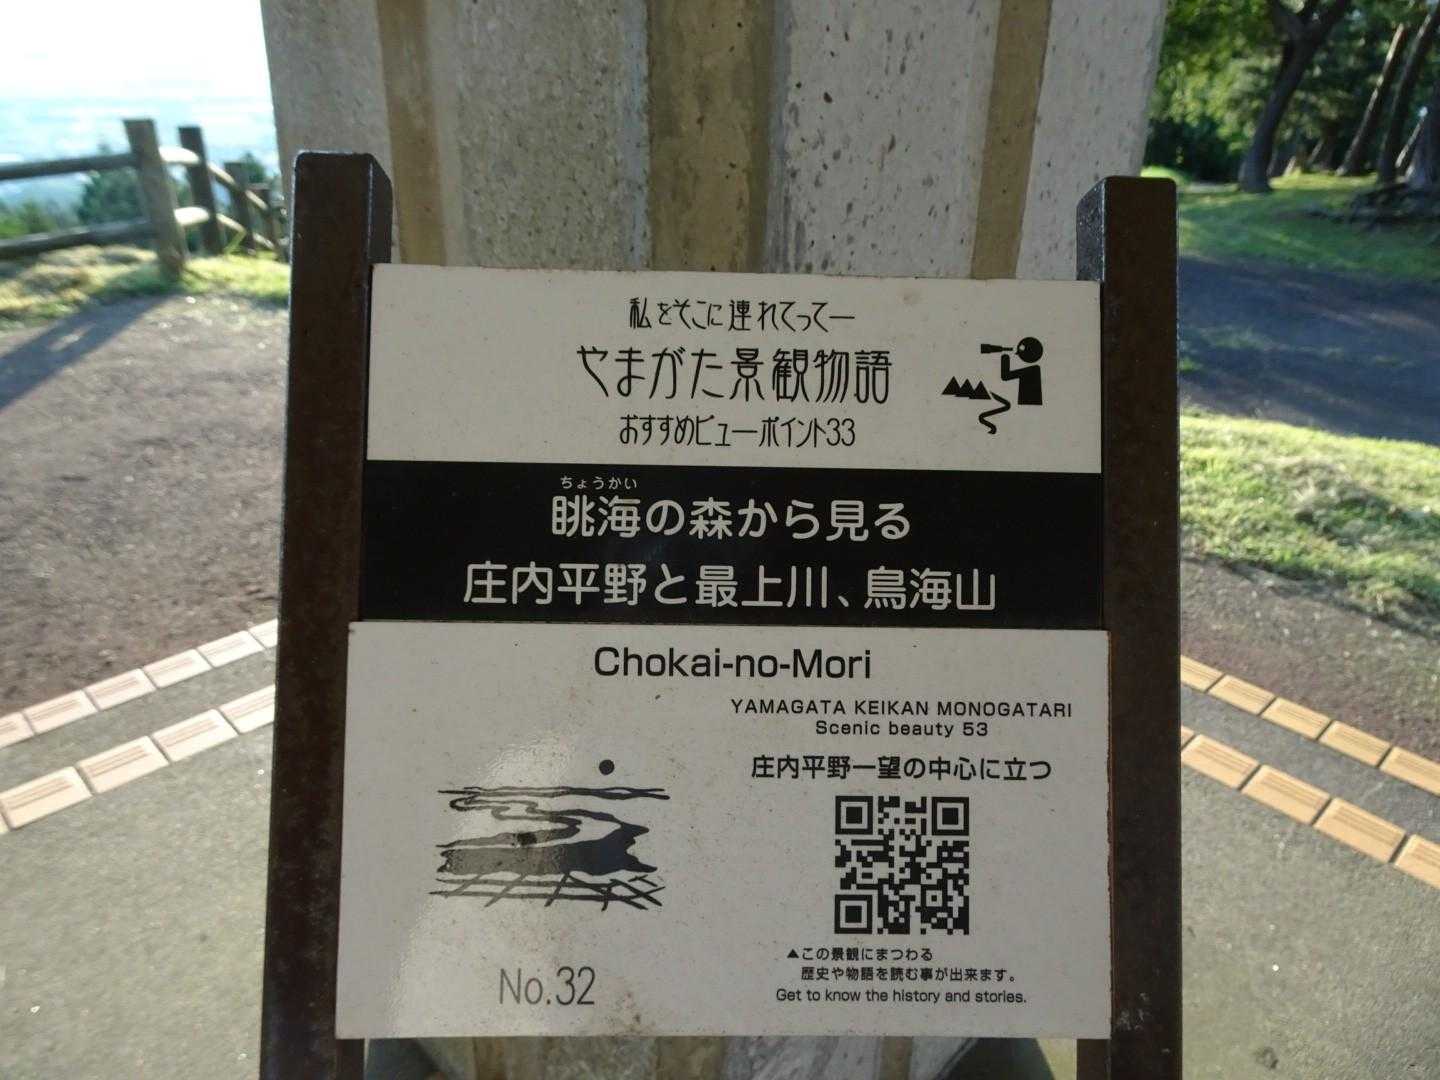 私をそこに連れてってー
やまがた景観物語
おすすめビューポイント33
ちょうかい
眺海の森から見る
庄内平野と最上川、鳥海山
Chokai-no-Mori
YAMAGATA KEIKAN MONOGATARI
Scenic beauty 53
庄内平野一望の中心に立つ
▲この景観にまつわる
歴史や物語を読む事が出来ます。
Get to know the history and stories.
No.32